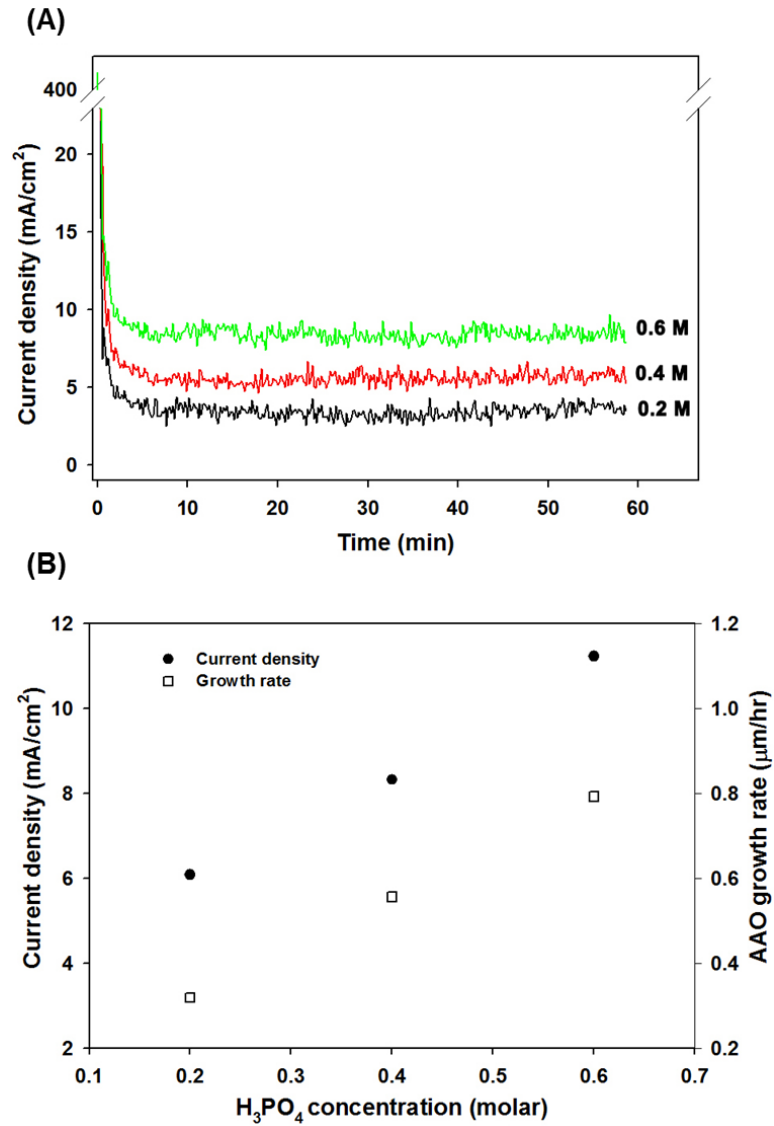 (A)
400
20
15
10
5
0
Current density (mA/cm²)
0.6 M
0.4 M
0.2 M
0 10 20 30 40 50 60
Time (min)
(B)
12
10
8
6
4
2
Current density (mA/cm²)
Current density
Growth rate
1.2
1.0
0.8
0.6
0.4
0.2
AAO growth rate (μm/hr)
0.1 0.2 0.3 0.4 0.5 0.6 0.7
H₃PO₄ concentration (molar)